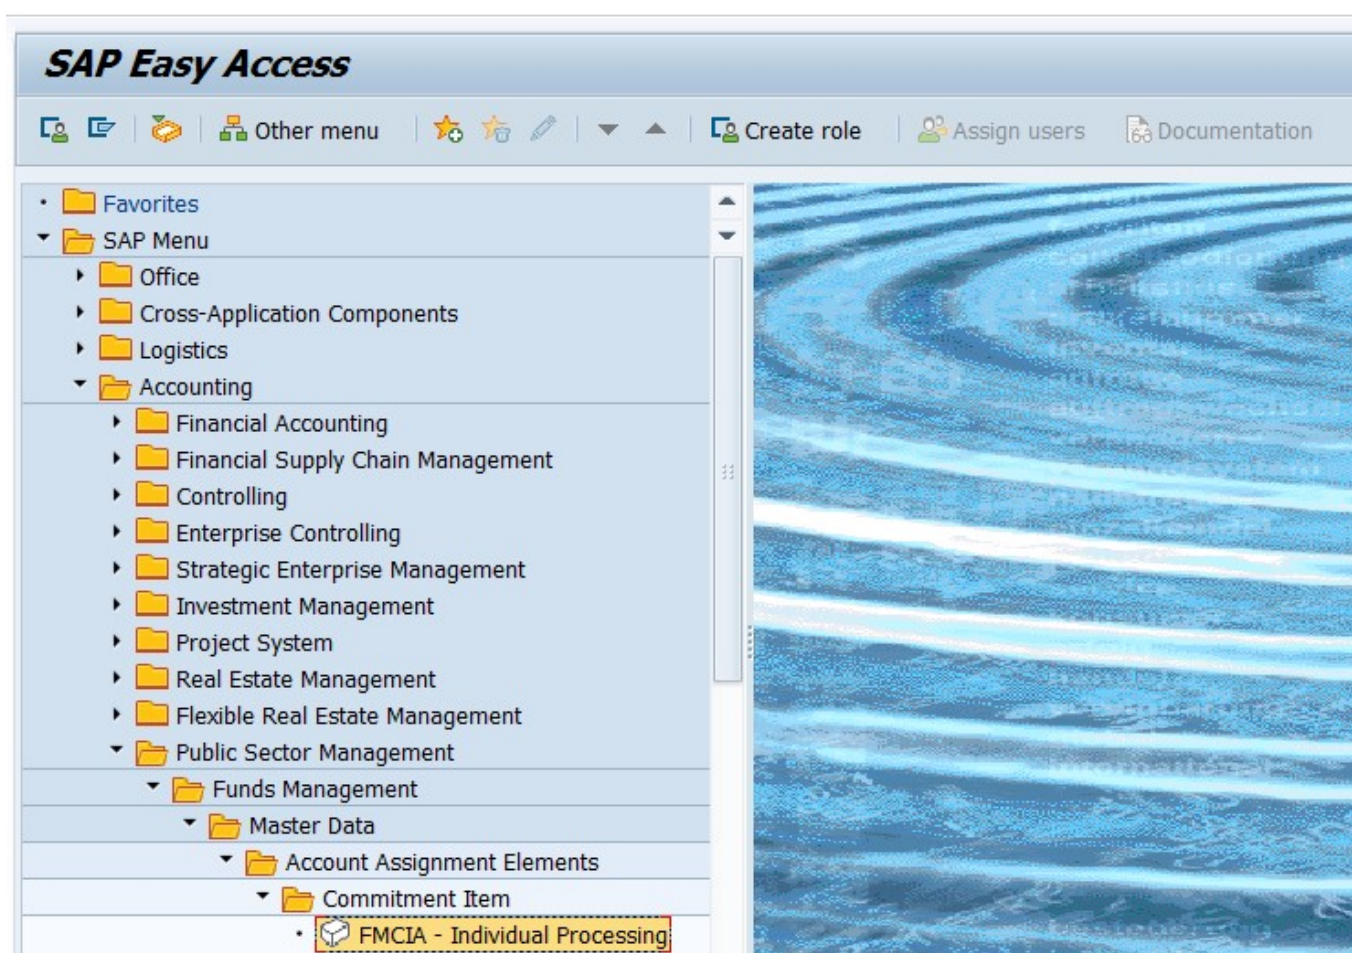 SAP Easy Access
Other menu
Create role
Assign users
Documentation
Favorites
SAP Menu
Office
Cross-Application Components
Logistics
Accounting
Financial Accounting
Financial Supply Chain Management
Controlling
Enterprise Controlling
Strategic Enterprise Management
Investment Management
Project System
Real Estate Management
Flexible Real Estate Management
Public Sector Management
Funds Management
Master Data
Account Assignment Elements
Commitment Item
FMCIA - Individual Processing